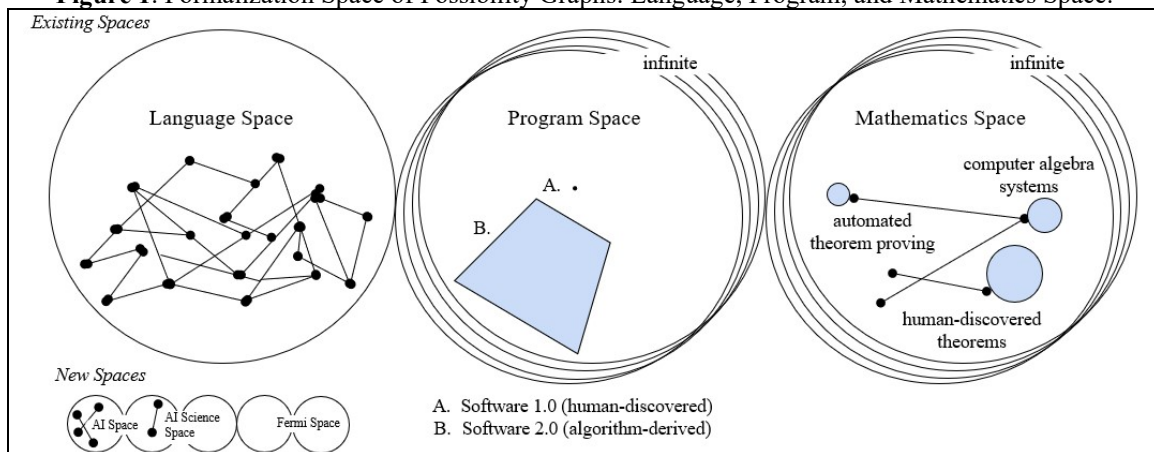 Figure 1. Formalization Space of Possibility Graphs: Language, Program, and Mathematics Space.
Existing Spaces
infinite
infinite
Language Space
Program Space
Mathematics Space
computer algebra
systems
A.
automated
theorem proving
B.
human-discovered
theorems
New Spaces
AI Space
AI Science
Space
Fermi Space
A. Software 1.0 (human-discovered)
B. Software 2.0 (algorithm-derived)